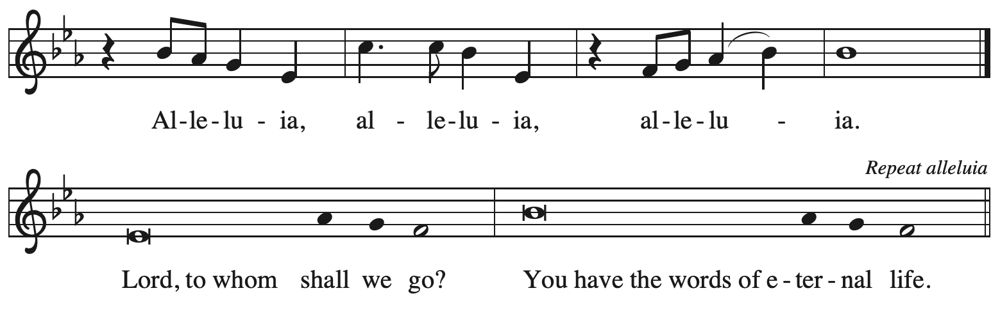 Al-le-lu - ia, al - le-lu - ia, al-le-lu - ia.
Repeat alleluia
Lord, to whom shall we go? You have the words of e-ter-nal life.